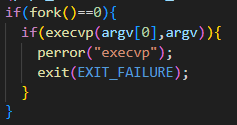 if(fork()==0){
  if(execvp(argv[0],argv)){
    perror("execvp");
    exit(EXIT_FAILURE);
  }
}